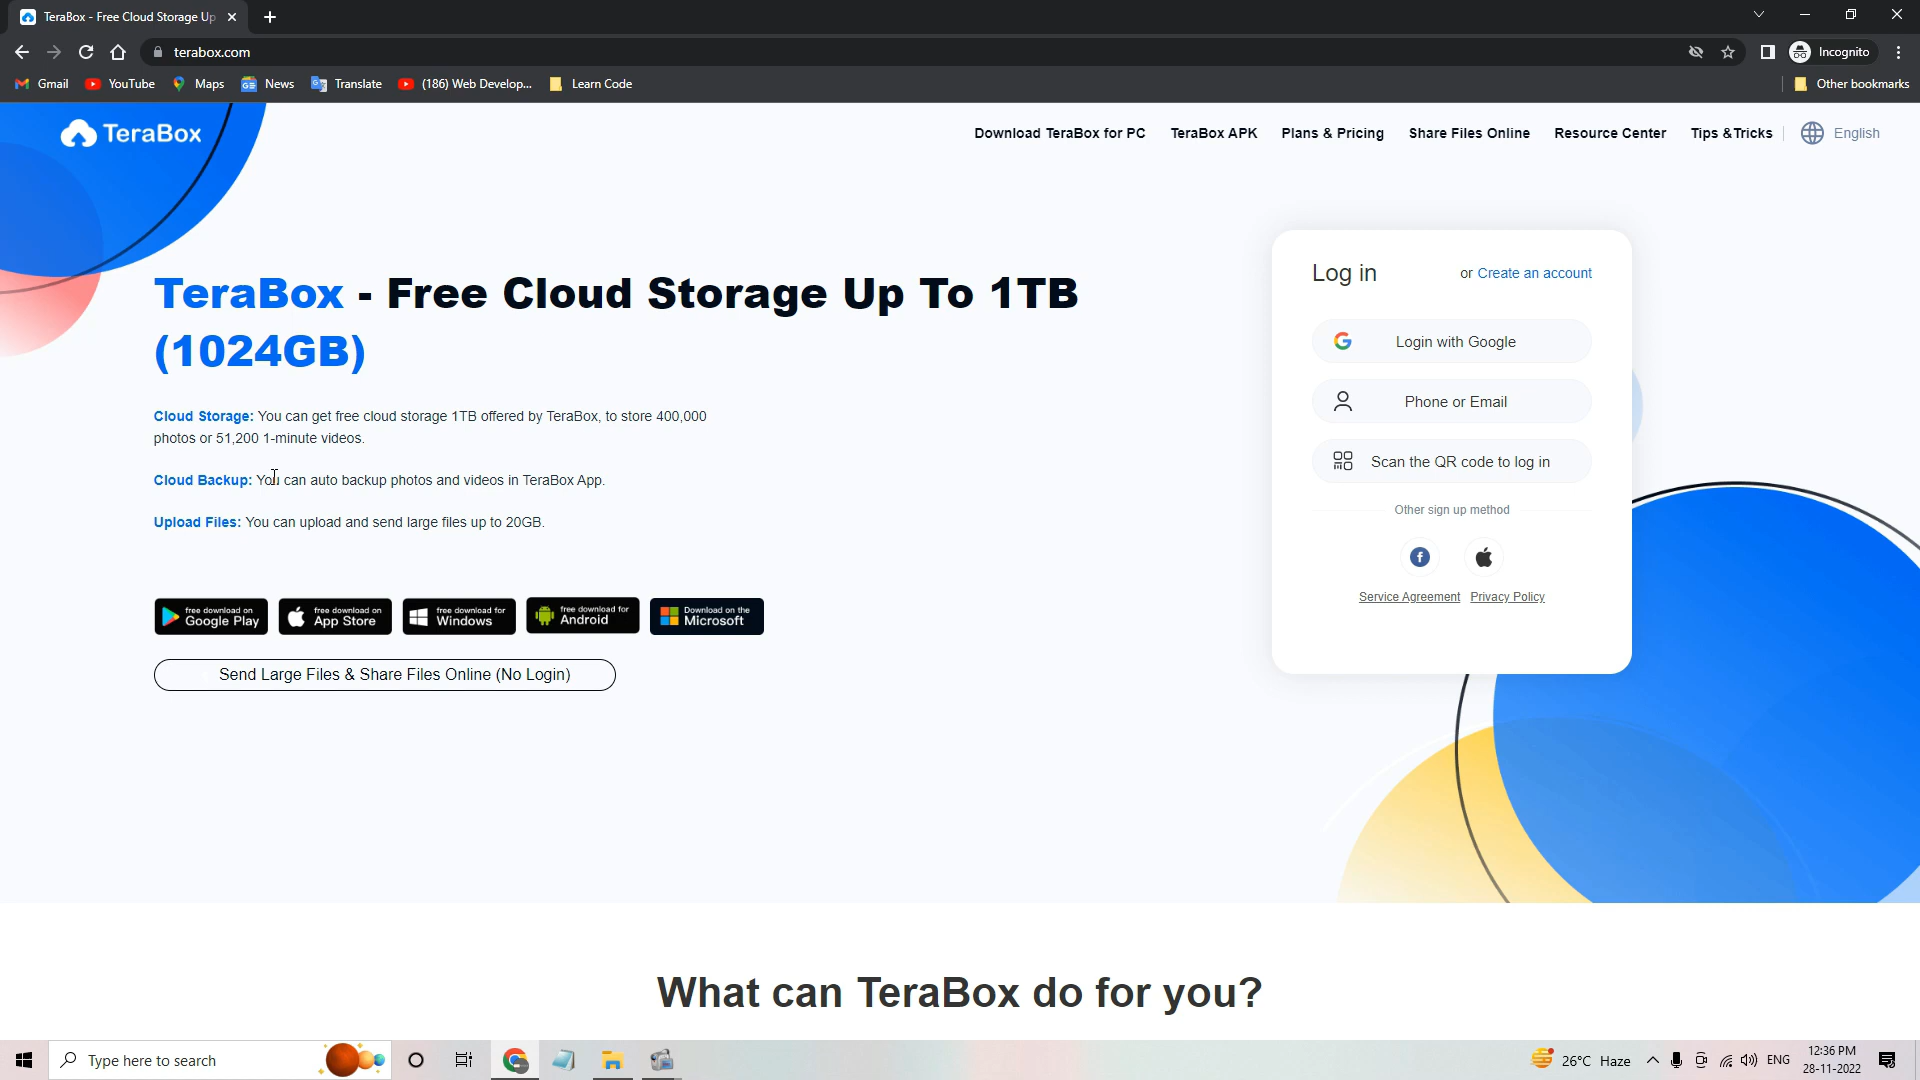 TeraBox - Free Cloud Storage Up
terabox.com
Incognito
Gmail
YouTube
Maps
News
Translate
(186) Web Develop...
Learn Code
Other bookmarks
TeraBox
Download TeraBox for PC
TeraBox APK
Plans & Pricing
Share Files Online
Resource Center
Tips &Tricks
English
TeraBox - Free Cloud Storage Up To 1TB
(1024GB)
Cloud Storage: You can get free cloud storage 1TB offered by TeraBox, to store 400,000
photos or 51,200 1-minute videos.
Cloud Backup: You can auto backup photos and videos in TeraBox App.
Upload Files: You can upload and send large files up to 20GB.
free download on
Google Play
free download on
App Store
free download for
Windows
free download for
Android
Download on the
Microsoft
Send Large Files & Share Files Online (No Login)
Log in
or Create an account
Login with Google
Phone or Email
Scan the QR code to log in
Other sign up method
Service Agreement
Privacy Policy
What can TeraBox do for you?
Type here to search
26°C Haze
ENG
12:36 PM
28-11-2022